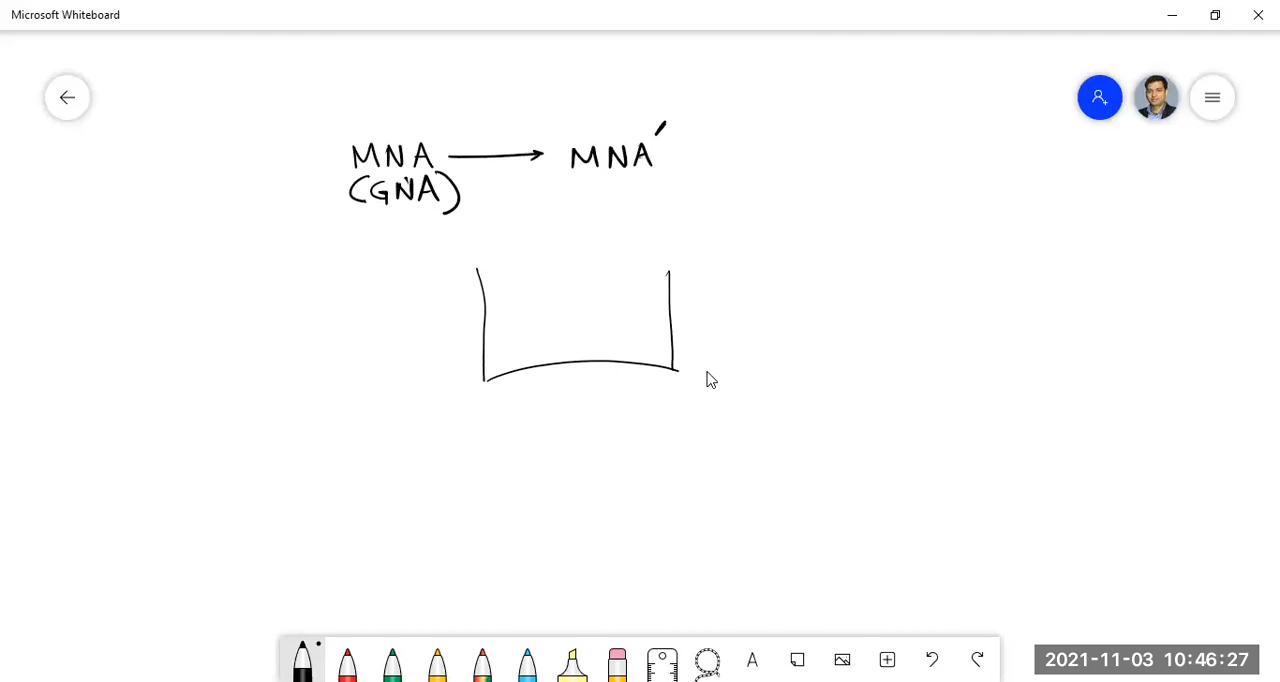 Microsoft Whiteboard
MNA → MNA'
(GNA)
A
2021-11-03 10:46:27